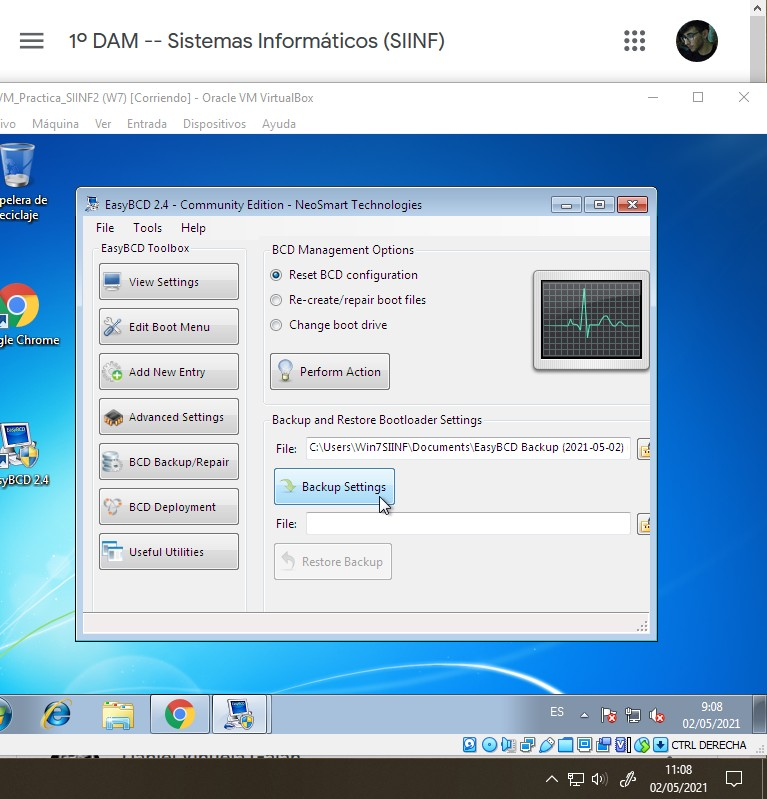 1º DAM -- Sistemas Informáticos (SIINF)
VM_Practica_SIINF2 (W7) [Corriendo] - Oracle VM VirtualBox
ivo Máquina Ver Entrada Dispositivos Ayuda
pelera de
eciclaje
gle Chrome
syBCD 2.4
EasyBCD 2.4 - Community Edition - NeoSmart Technologies
File Tools Help
EasyBCD Toolbox
View Settings
Edit Boot Menu
Add New Entry
Advanced Settings
BCD Backup/Repair
BCD Deployment
Useful Utilities
BCD Management Options
Reset BCD configuration
Re-create/repair boot files
Change boot drive
Perform Action
Backup and Restore Bootloader Settings
File: C:\Users\Win7SIINF\Documents\EasyBCD Backup (2021-05-02)
Backup Settings
File:
Restore Backup
ES
9:08
02/05/2021
CTRL DERECHA
11:08
02/05/2021